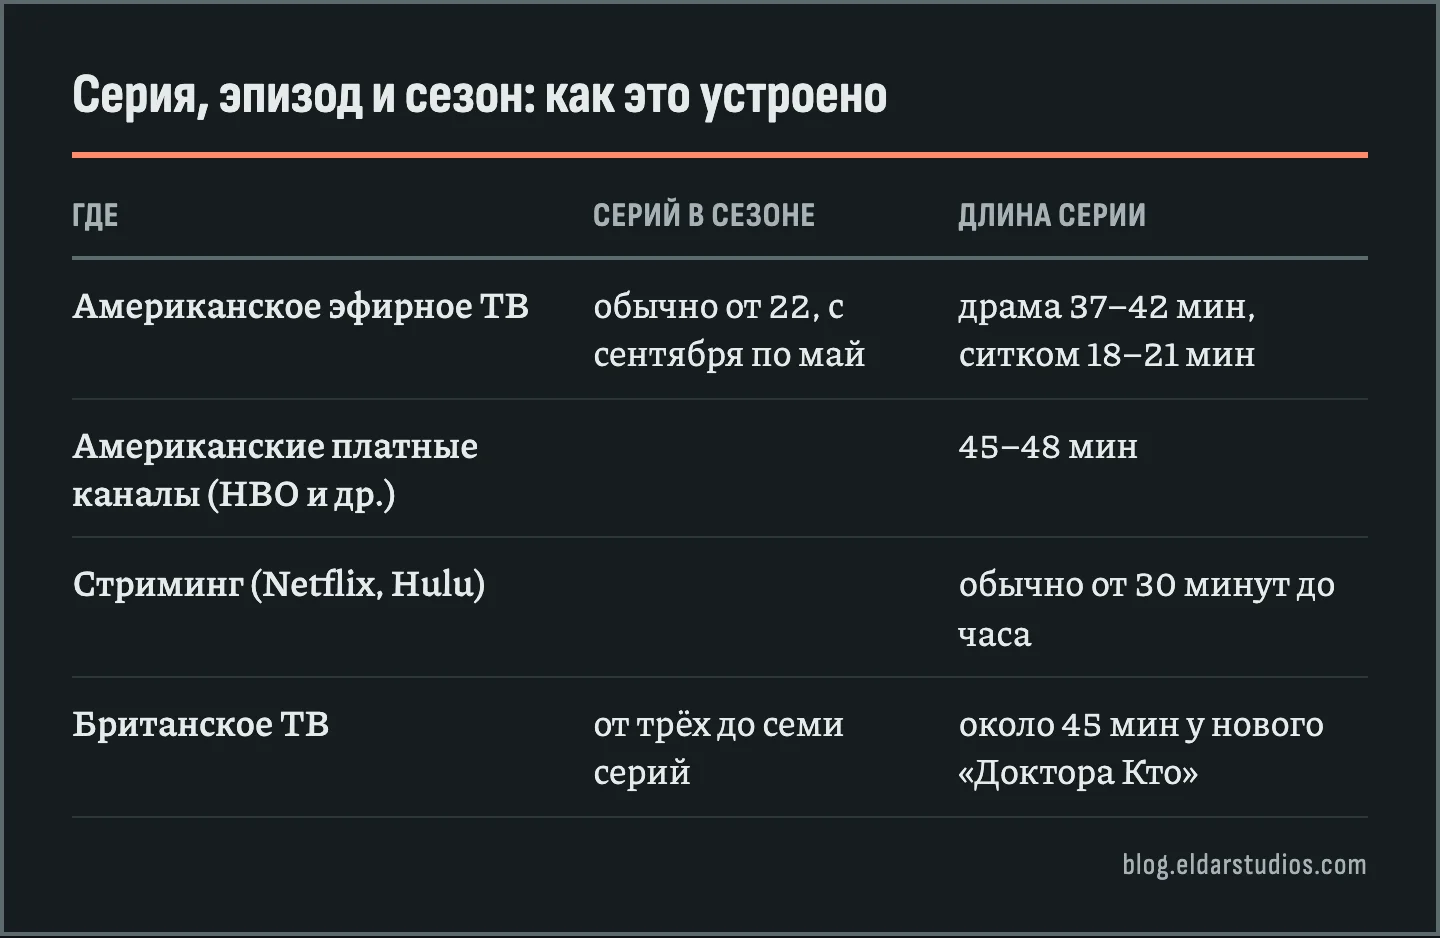 Серия, эпизод и сезон: как это устроено
ГДЕ СЕРИЙ В СЕЗОНЕ ДЛИНА СЕРИИ
Американское эфирное ТВ обычно от 22, с драма 37–42 мин,
сентября по май ситком 18–21 мин
Американские платные 45–48 мин
каналы (HBO и др.)
Стриминг (Netflix, Hulu) обычно от 30 минут до
часа
Британское ТВ от трёх до семи около 45 мин у нового
серий «Доктора Кто»
blog.eldarstudios.com